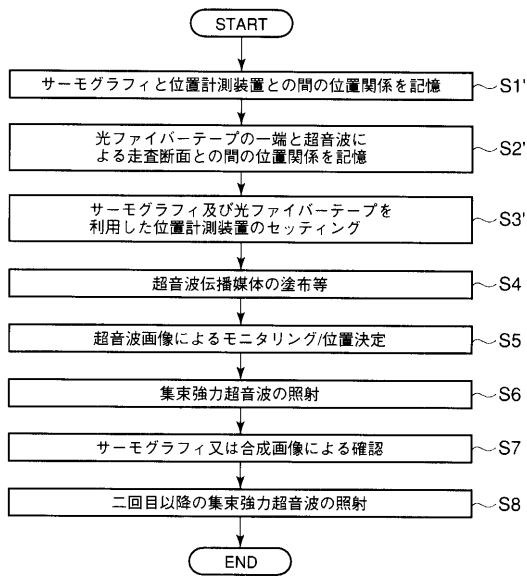 START
サーモグラフィと位置計測装置との間の位置関係を記憶
S1'
光ファイバーテープの一端と超音波に
よる走査断面との間の位置関係を記憶
S2'
サーモグラフィ及び光ファイバーテープを
利用した位置計測装置のセッティング
S3'
超音波伝播媒体の塗布等
S4
超音波画像によるモニタリング/位置決定
S5
集束強力超音波の照射
S6
サーモグラフィ又は合成画像による確認
S7
二回目以降の集束強力超音波の照射
S8
END